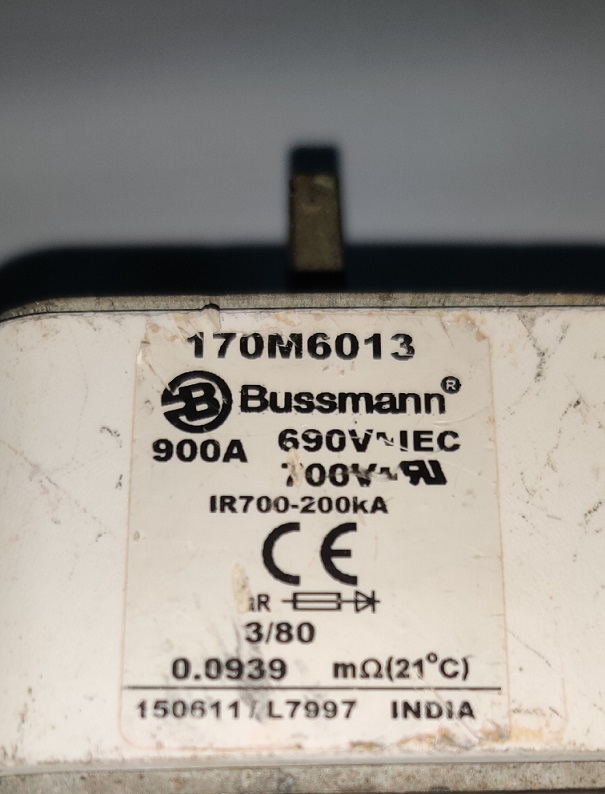 170M6013
Bussmann®
900A 690V~IEC
700V~
IR700-200kA
CE
aR
3/80
0.0939 mΩ(21°C)
150611/L7997 INDIA